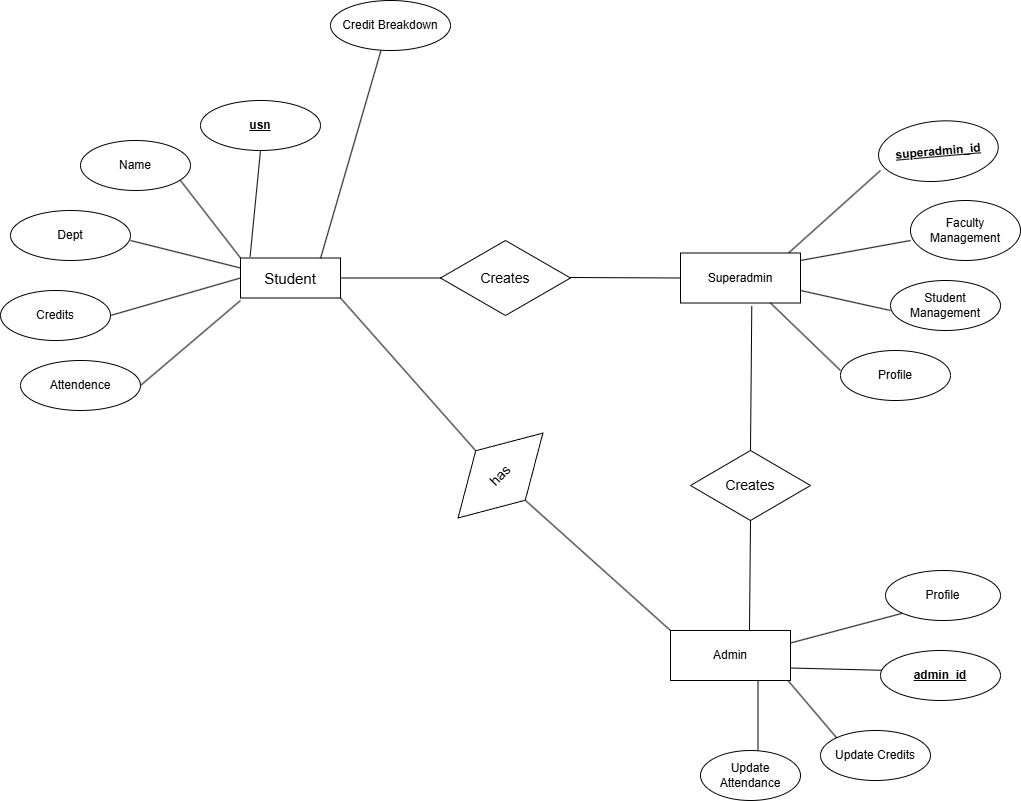 Credit Breakdown
usn
Name
superadmin_id
Dept
Faculty
Management
Student
Creates
Superadmin
Credits
Student
Management
Attendence
Profile
has
Creates
Profile
Admin
admin_id
Update Credits
Update
Attendance